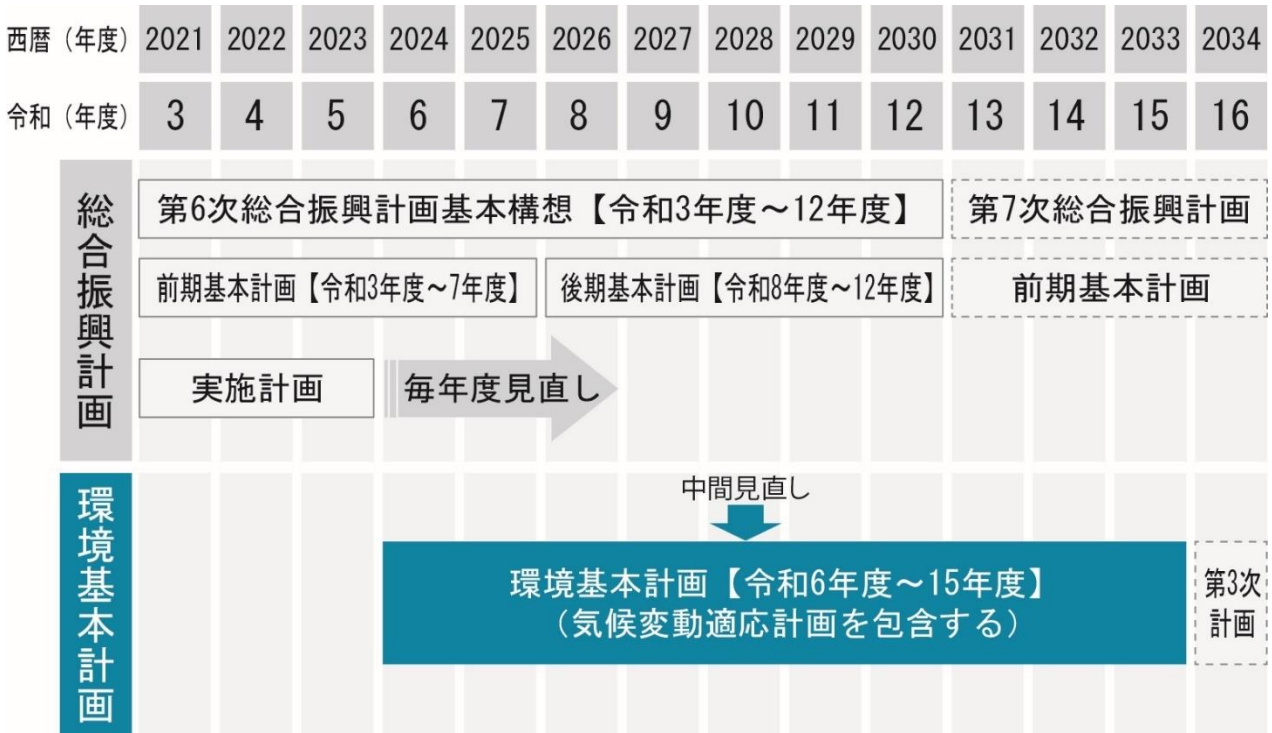 西暦（年度） 2021 2022 2023 2024 2025 2026 2027 2028 2029 2030 2031 2032 2033 2034
令和（年度） 3 4 5 6 7 8 9 10 11 12 13 14 15 16
総合振興計画
第6次総合振興計画基本構想【令和3年度～12年度】
第7次総合振興計画
前期基本計画【令和3年度～7年度】
後期基本計画【令和8年度～12年度】
前期基本計画
実施計画
毎年度見直し
環境基本計画
中間見直し
環境基本計画【令和6年度～15年度】
（気候変動適応計画を包含する）
第3次
計画